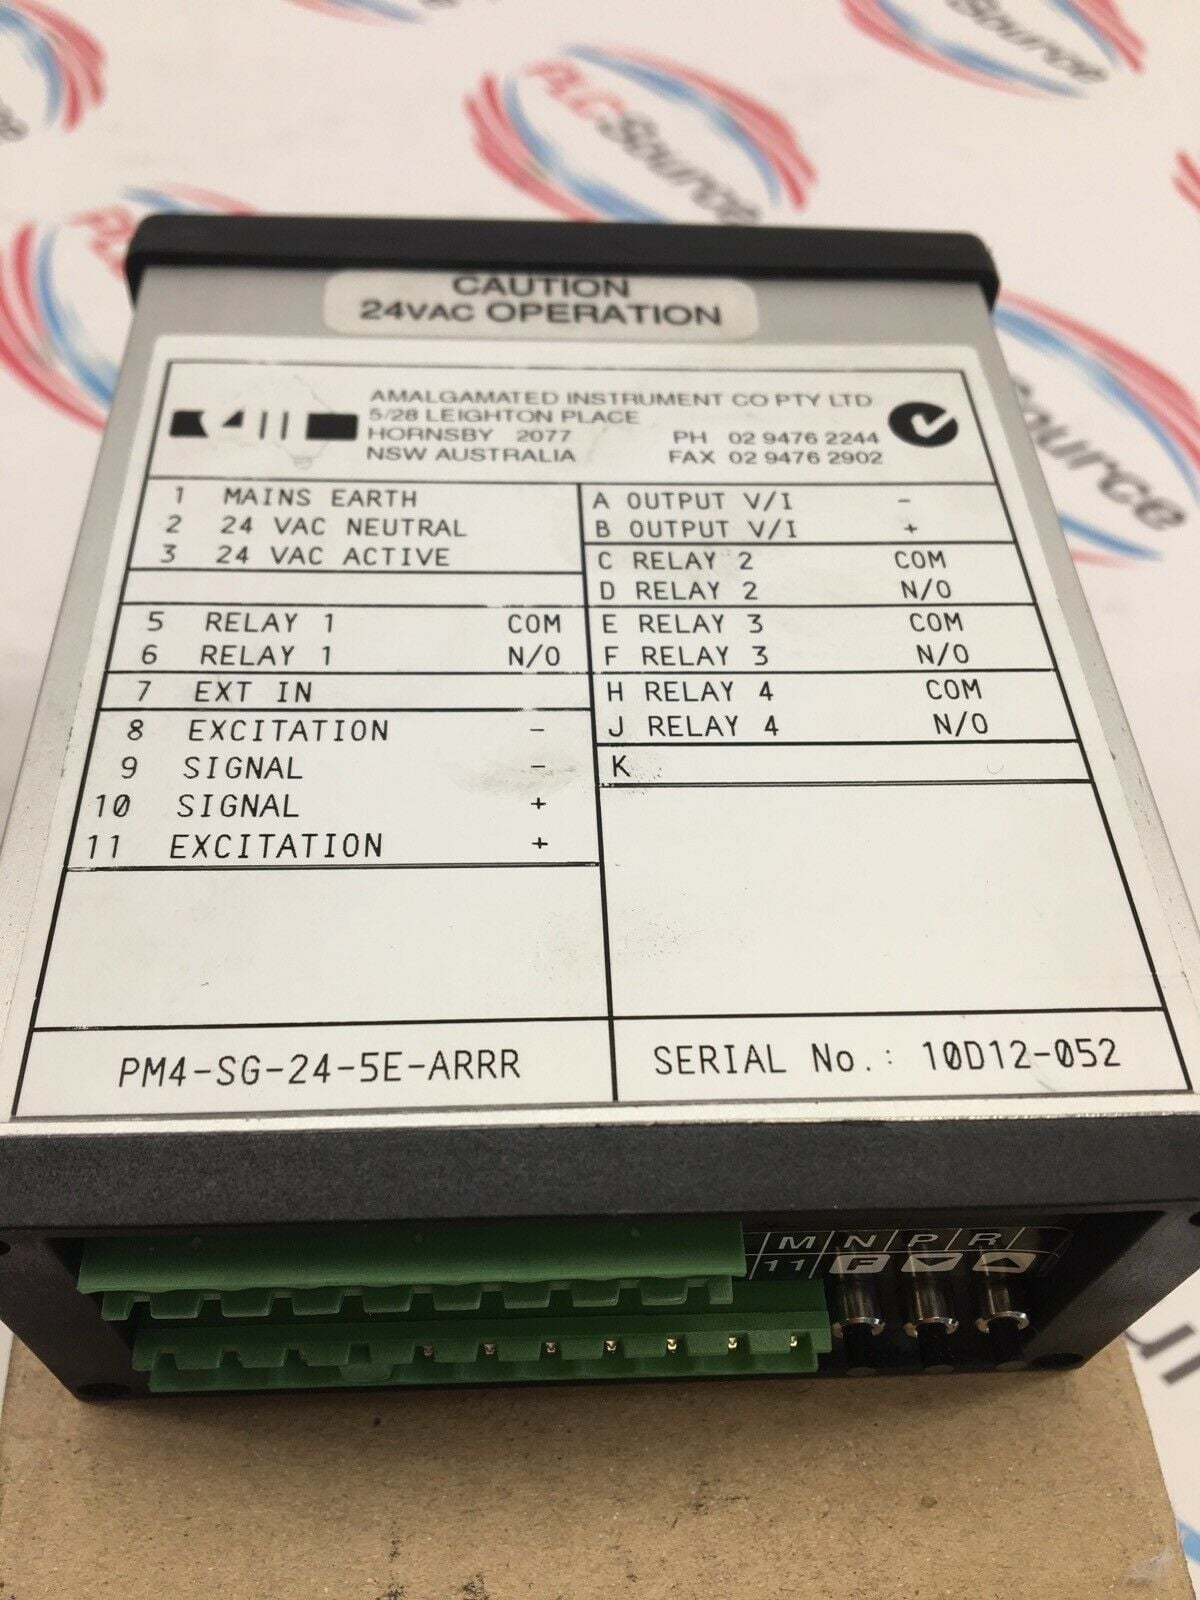 PLCSource
PLCSource
CAUTION
24VAC OPERATION
AMALGAMATED INSTRUMENT CO PTY LTD
5/28 LEIGHTON PLACE
HORNSBY 2077 PH 02 9476 2244
NSW AUSTRALIA FAX 02 9476 2902
1 MAINS EARTH
2 24 VAC NEUTRAL
3 24 VAC ACTIVE
5 RELAY 1 COM
6 RELAY 1 N/O
7 EXT IN
8 EXCITATION -
9 SIGNAL -
10 SIGNAL +
11 EXCITATION +
A OUTPUT V/I -
B OUTPUT V/I +
C RELAY 2 COM
D RELAY 2 N/O
E RELAY 3 COM
F RELAY 3 N/O
H RELAY 4 COM
J RELAY 4 N/O
K
PM4-SG-24-5E-ARRR
SERIAL No.: 10D12-052
M N P R
11 F